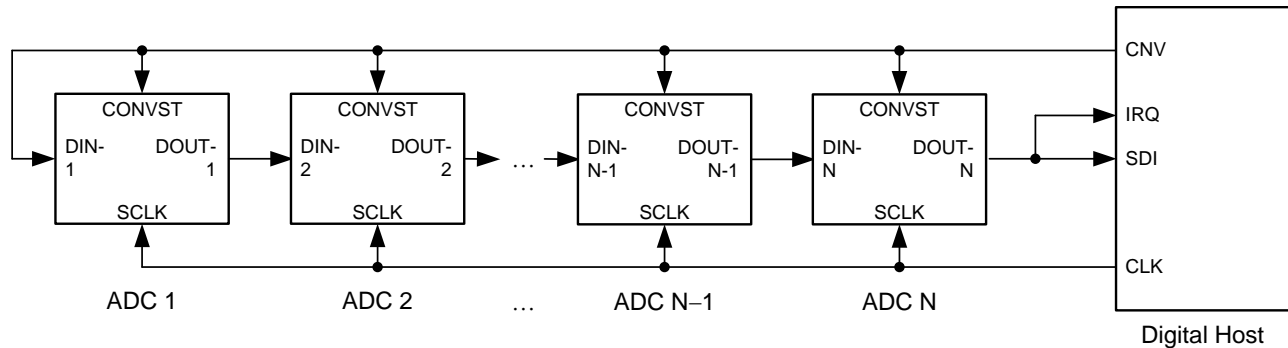 CNV
CONVST
CONVST
CONVST
CONVST
IRQ
DIN-
1
DOUT-
1
DIN-
2
DOUT-
2
...
DIN-
N-1
DOUT-
N-1
DIN-
N
DOUT-
N
SDI
SCLK
SCLK
SCLK
SCLK
CLK
ADC 1
ADC 2
...
ADC N–1
ADC N
Digital Host